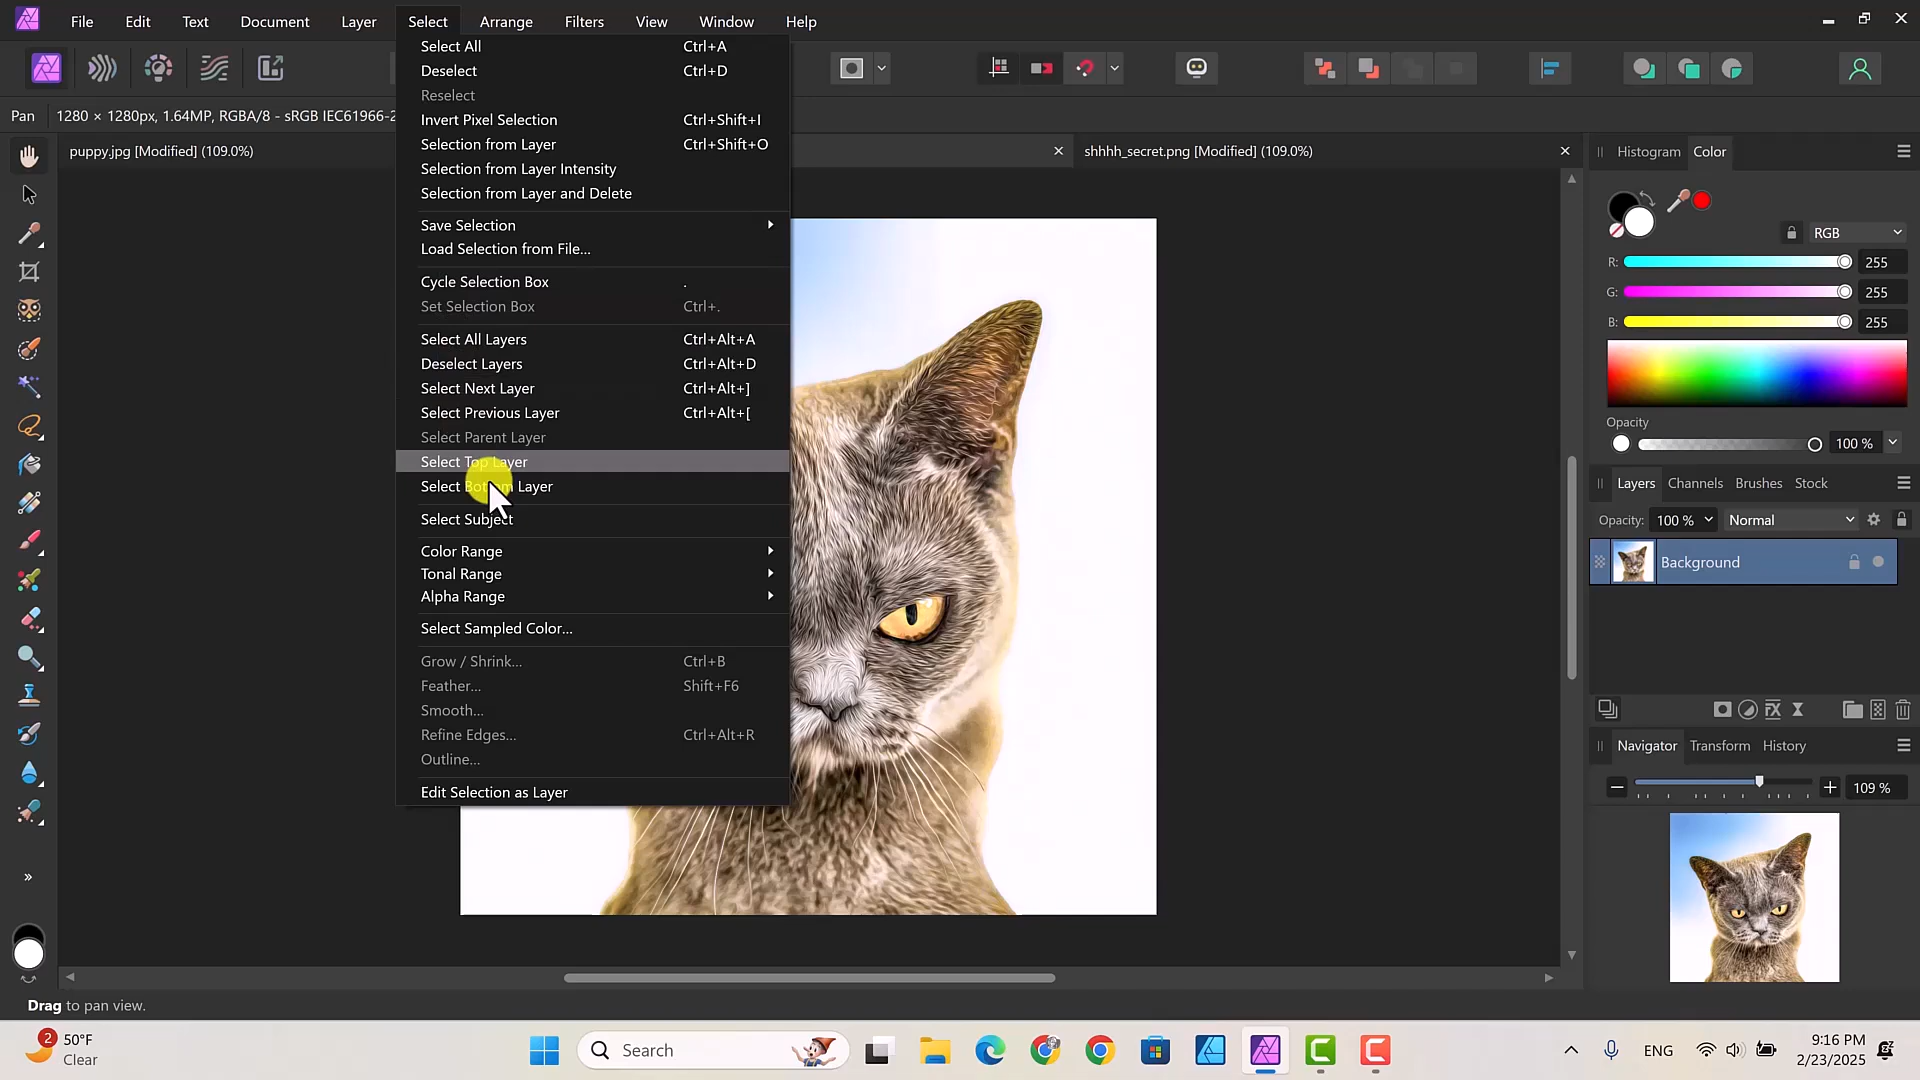 File Edit Text Document Layer Select Arrange Filters View Window Help
Pan 1280 × 1280px, 1.64MP, RGBA/8 - sRGB IEC61966-2
puppy.jpg [Modified] (109.0%)
shhhh_secret.png [Modified] (109.0%)
Select All Ctrl+A
Deselect Ctrl+D
Reselect
Invert Pixel Selection Ctrl+Shift+I
Selection from Layer Ctrl+Shift+O
Selection from Layer Intensity
Selection from Layer and Delete
Save Selection
Load Selection from File...
Cycle Selection Box .
Set Selection Box Ctrl+.
Select All Layers Ctrl+Alt+A
Deselect Layers Ctrl+Alt+D
Select Next Layer Ctrl+Alt+]
Select Previous Layer Ctrl+Alt+[
Select Parent Layer
Select Top Layer
Select Bottom Layer
Select Subject
Color Range
Tonal Range
Alpha Range
Select Sampled Color...
Grow / Shrink... Ctrl+B
Feather... Shift+F6
Smooth...
Refine Edges... Ctrl+Alt+R
Outline...
Edit Selection as Layer
Histogram Color
RGB
R: 255
G: 255
B: 255
Opacity
100 %
Layers Channels Brushes Stock
Opacity: 100 % Normal
Background
Navigator Transform History
109 %
Drag to pan view.
2
50°F
Clear
Search
ENG
9:16 PM
2/23/2025